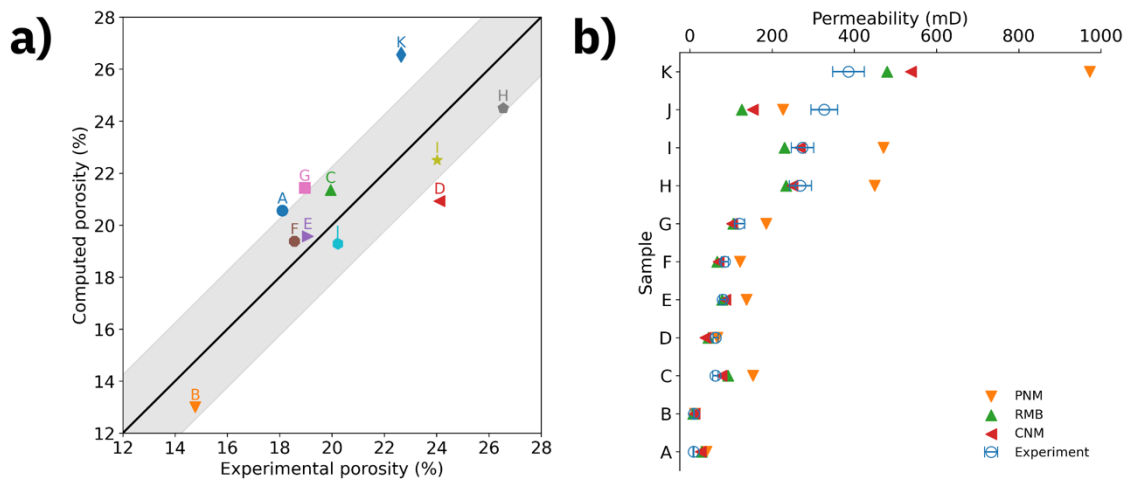 a)
Computed porosity (%)
28
26
24
22
20
18
16
14
12
K
H
I
G
C
D
A
E
F
J
B
12 14 16 18 20 22 24 26 28
Experimental porosity (%)
b)
Permeability (mD)
0 200 400 600 800 1000
Sample
K
J
I
H
G
F
E
D
C
B
A
PNM
RMB
CNM
Experiment